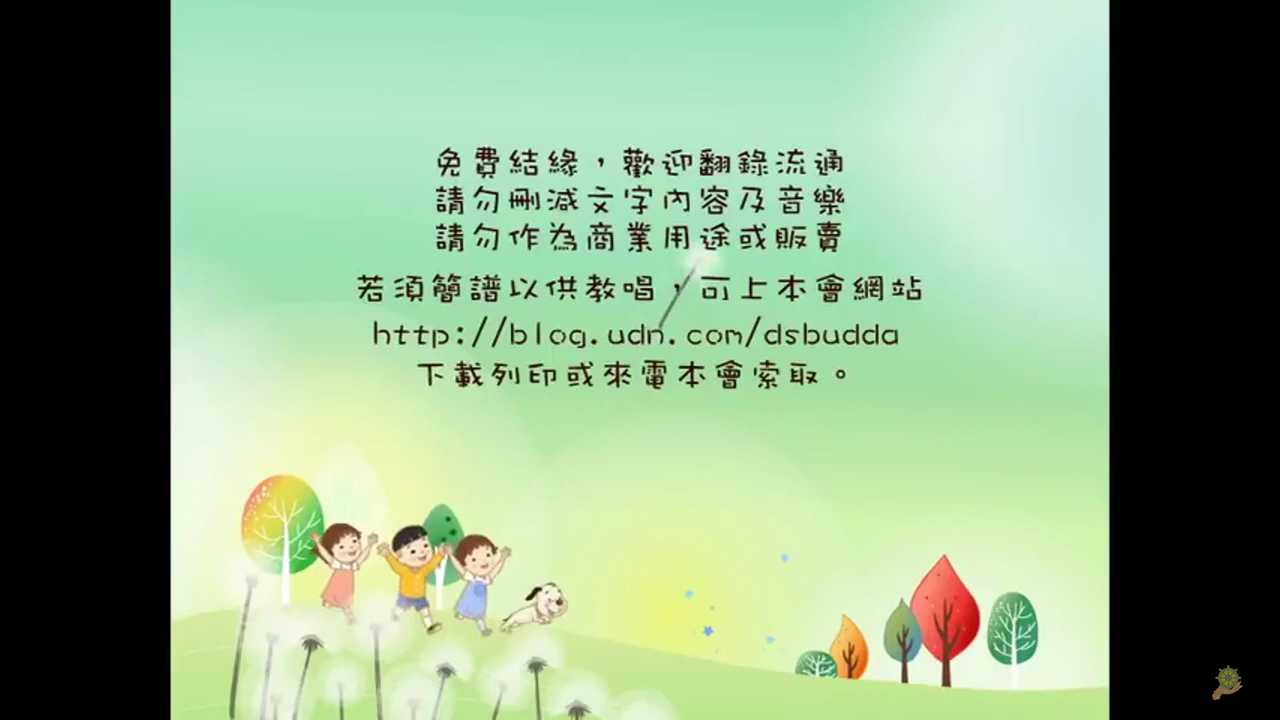 免費結緣，歡迎翻錄流通
請勿刪減文字內容及音樂
請勿作為商業用途或販賣
若須簡譜以供教唱，可上本會網站
http://blog.udn.com/dsbudda
下載列印或來電本會索取。